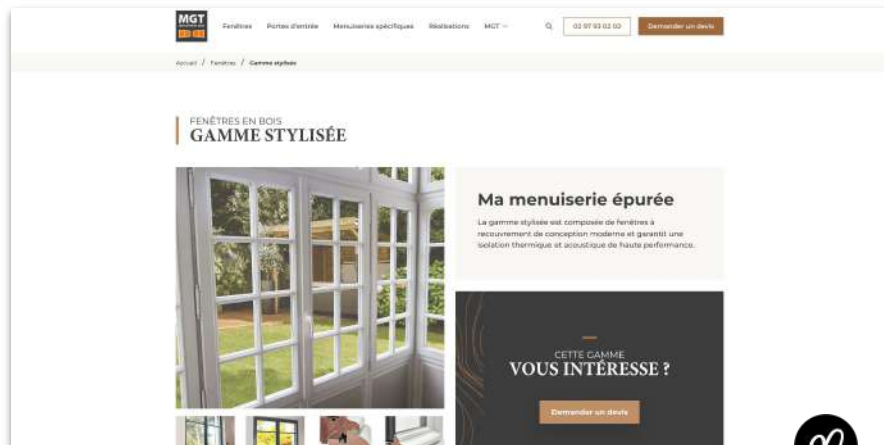 MGT
Fenêtres Portes d'entrée Menuiseries spécifiques Réalisations MGT 02 97 93 02 02 Demander un devis
Accueil / Fenêtres / Gamme stylisée
FENÊTRES EN BOIS
GAMME STYLISÉE
Ma menuiserie épurée
La gamme stylisée est composée de fenêtres à
recouvrement de conception moderne et garantit une
isolation thermique et acoustique de haute performance.
CETTE GAMME
VOUS INTÉRESSE ?
Demander un devis